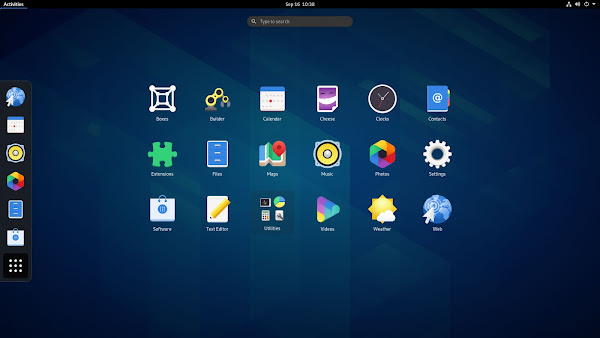 Activities
Sep 16 10:38
Type to search
Boxes
Builder
Calendar
Cheese
Clocks
Contacts
Extensions
Files
Maps
Music
Photos
Settings
Software
Text Editor
Utilities
Videos
Weather
Web